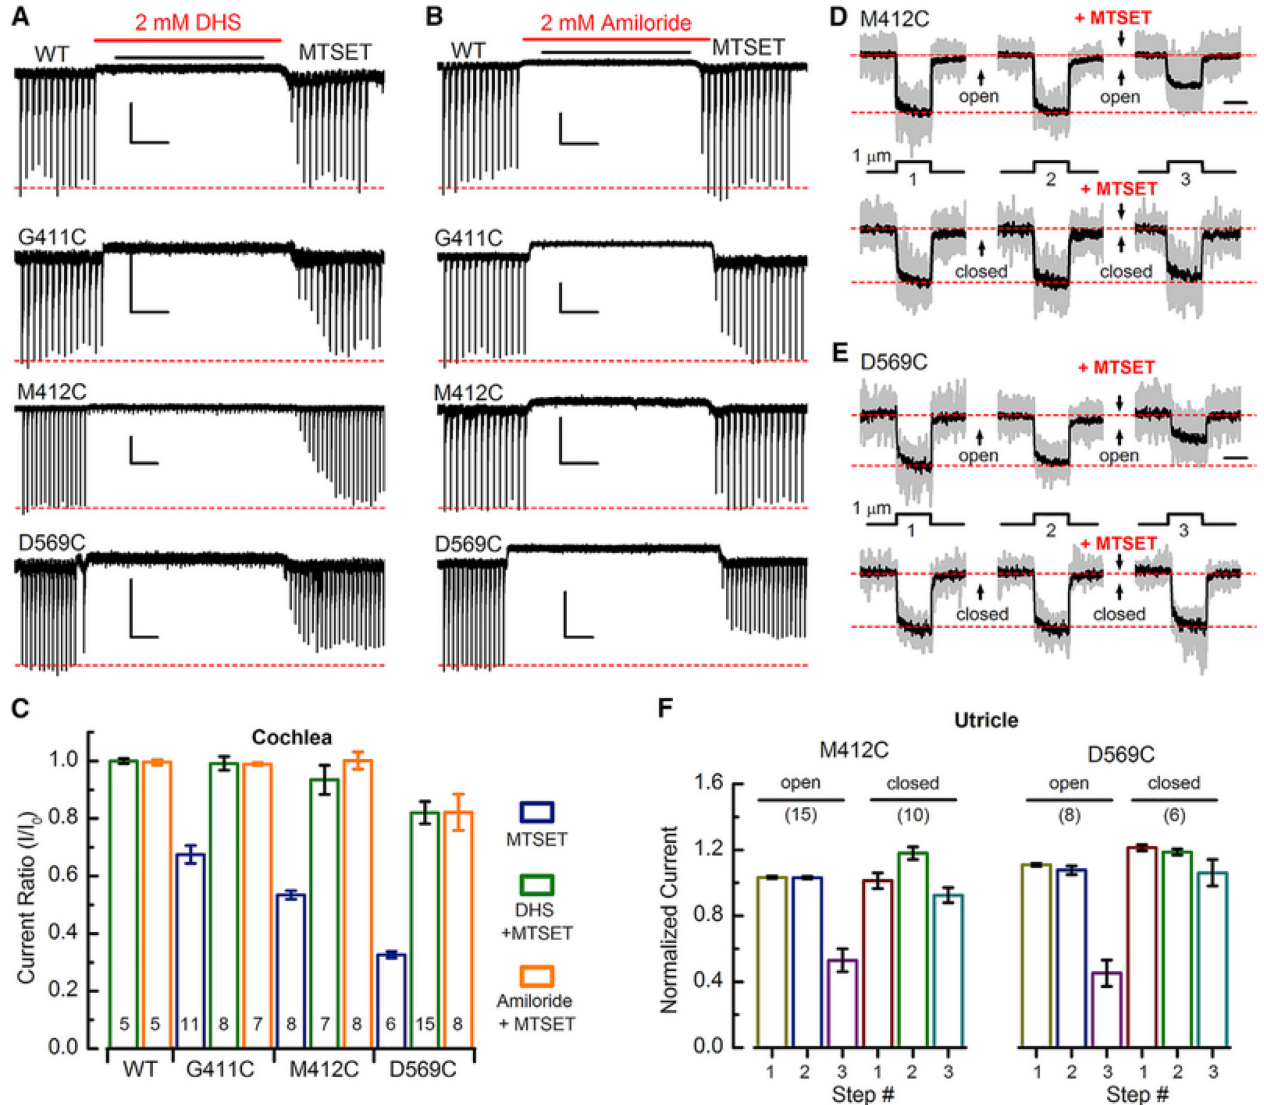 A
2 mM DHS
WT
MTSET
G411C
M412C
D569C
B
2 mM Amiloride
WT
MTSET
G411C
M412C
D569C
D
M412C
+ MTSET
open
open
1 μm
1
2
3
+ MTSET
closed
closed
E
D569C
+ MTSET
open
open
1 μm
1
2
3
+ MTSET
closed
closed
C
Cochlea
Current Ratio (I/I0)
1.0
0.8
0.6
0.4
0.2
0.0
5
5
11
8
7
8
7
8
6
15
8
WT
G411C
M412C
D569C
MTSET
DHS
+MTSET
Amiloride
+ MTSET
F
Utricle
M412C
D569C
Normalized Current
1.6
1.2
0.8
0.4
0.0
open
closed
(15)
(10)
open
closed
(8)
(6)
1
2
3
1
2
3
Step #
1
2
3
1
2
3
Step #